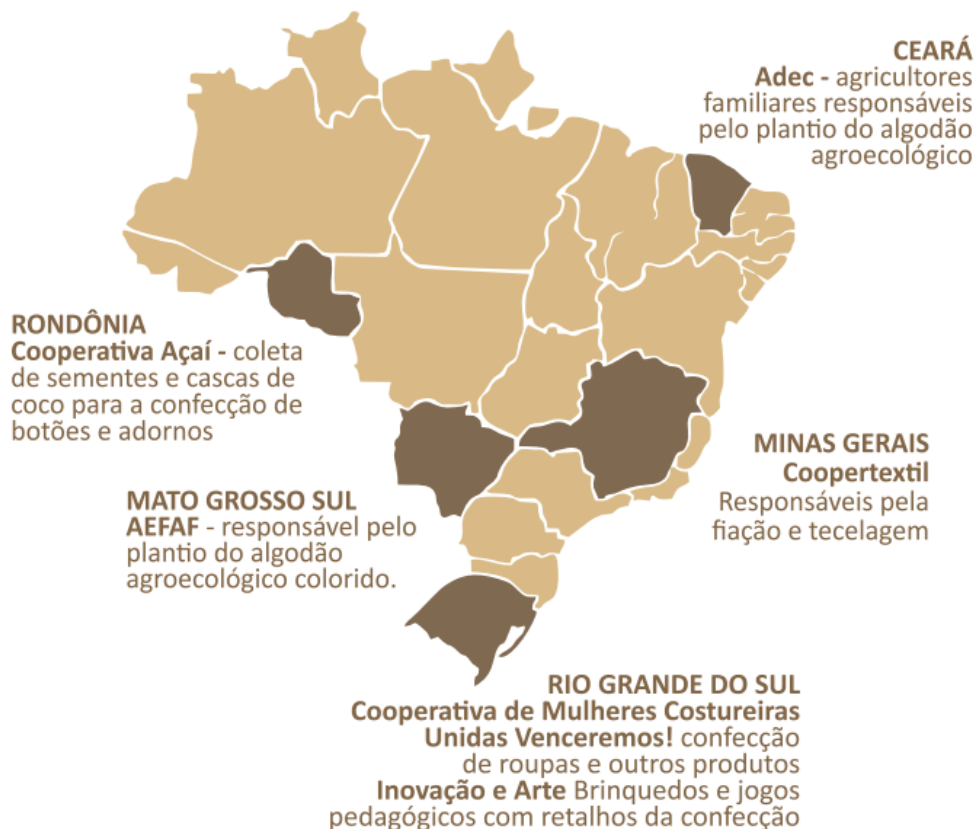 CEARÁ
Adec - agricultores
familiares responsáveis
pelo plantio do algodão
agroecológico
RONDÔNIA
Cooperativa Açaí - coleta
de sementes e cascas de
coco para a confecção de
botões e adornos
MINAS GERAIS
Coopertextil
Responsáveis pela
fiação e tecelagem
MATO GROSSO SUL
AEFAF - responsável pelo
plantio do algodão
agroecológico colorido.
RIO GRANDE DO SUL
Cooperativa de Mulheres Costureiras
Unidas Venceremos! confecção
de roupas e outros produtos
Inovação e Arte Brinquedos e jogos
pedagógicos com retalhos da confecção